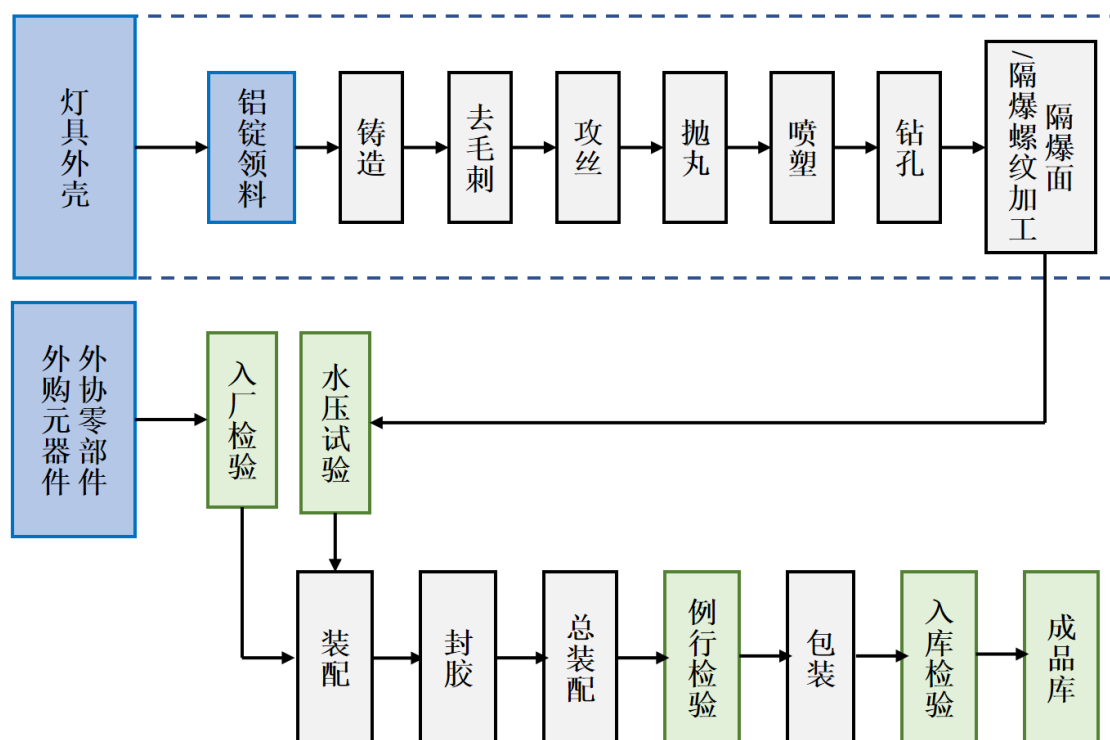 灯具外壳
铝锭领料
铸造
去毛刺
攻丝
抛丸
喷塑
钻孔
隔爆面
/隔爆螺纹加工
外协零部件
外购元器件
入厂检验
水压试验
装配
封胶
总装配
例行检验
包装
入库检验
成品库